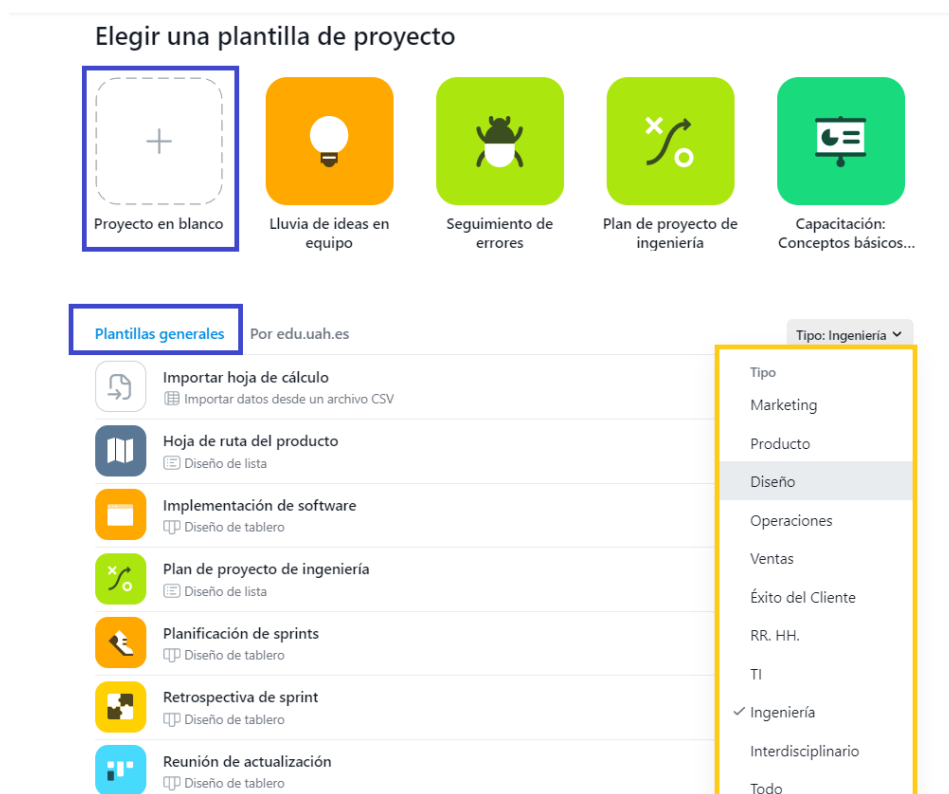 Elegir una plantilla de proyecto
Proyecto en blanco
Lluvia de ideas en
equipo
Seguimiento de
errores
Plan de proyecto de
ingeniería
Capacitación:
Conceptos básicos...
Plantillas generales
Por edu.uah.es
Tipo: Ingeniería
Importar hoja de cálculo
Importar datos desde un archivo CSV
Hoja de ruta del producto
Diseño de lista
Implementación de software
Diseño de tablero
Plan de proyecto de ingeniería
Diseño de lista
Planificación de sprints
Diseño de tablero
Retrospectiva de sprint
Diseño de tablero
Reunión de actualización
Diseño de tablero
Tipo
Marketing
Producto
Diseño
Operaciones
Ventas
Éxito del Cliente
RR. HH.
TI
Ingeniería
Interdisciplinario
Todo